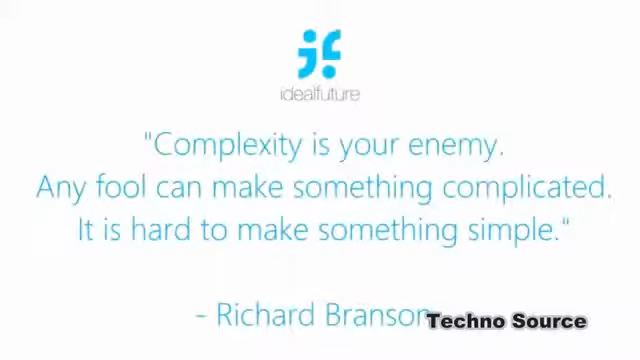 idealfuture
"Complexity is your enemy.
Any fool can make something complicated.
It is hard to make something simple."
- Richard Branson
Techno Source